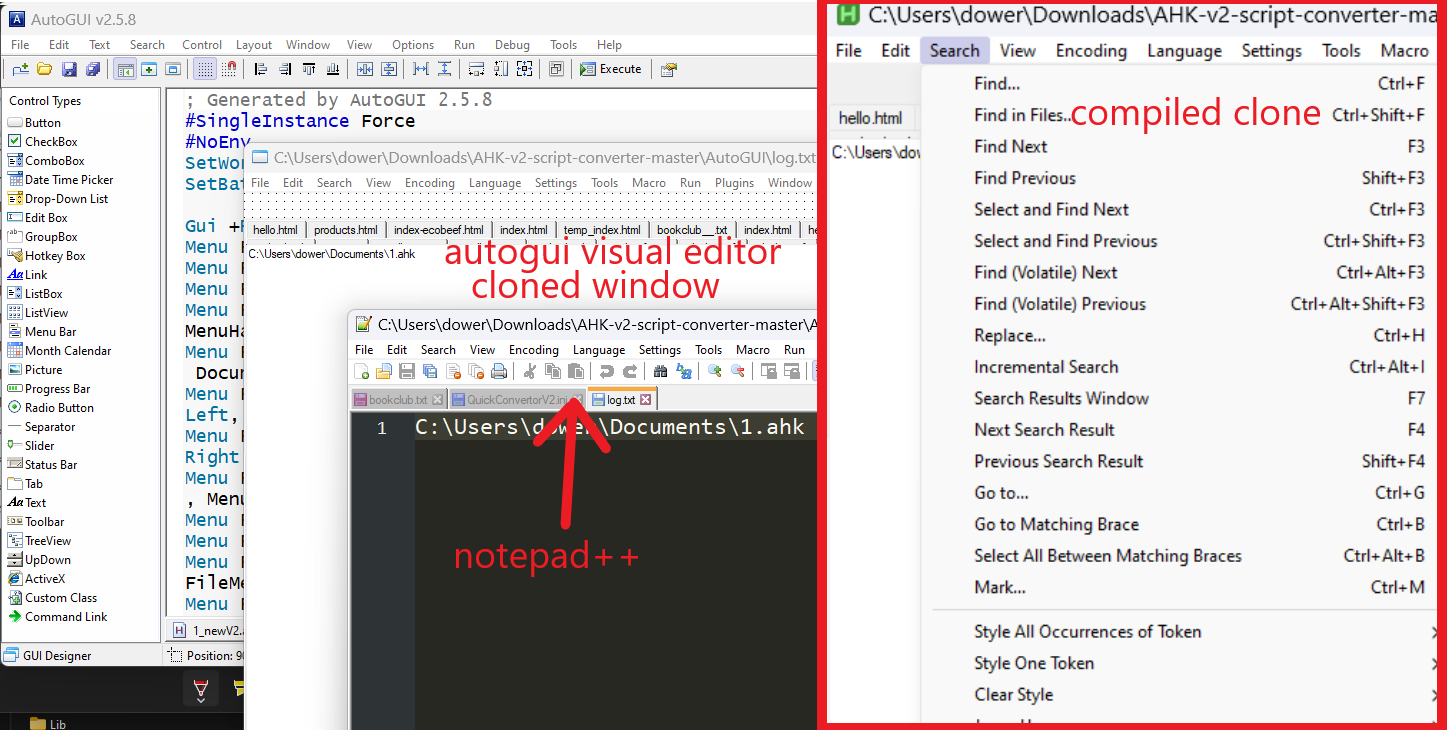 AutoGUI v2.5.8
File Edit Text Search Control Layout Window View Options Run Debug Tools Help
Execute
Control Types
Button
CheckBox
ComboBox
Date Time Picker
Drop-Down List
Edit Box
GroupBox
Hotkey Box
Link
ListBox
ListView
Menu Bar
Month Calendar
Picture
Progress Bar
Radio Button
Separator
Slider
Status Bar
Tab
Text
Toolbar
TreeView
UpDown
ActiveX
Custom Class
Command Link
GUI Designer
; Generated by AutoGUI 2.5.8
#SingleInstance Force
#NoEnv
SetWor
SetBat
Gui +
Menu
Menu
Menu
Menu
MenuHa
Menu
Docum
Menu
Left,
Menu
Right
Menu
, Menu
Menu
Menu
Menu
FileMe
Menu
1_newV2.a
Position: 90
Lib
C:\Users\dower\Downloads\AHK-v2-script-converter-master\AutoGUI\log.txt
File Edit Search View Encoding Language Settings Tools Macro Run Plugins Window
hello.html products.html index-ecobeef.html index.html temp_index.html bookclub__.txt index.html he
C:\Users\dower\Documents\1.ahk
autogui visual editor
cloned window
C:\Users\dower\Downloads\AHK-v2-script-converter-master\A
File Edit Search View Encoding Language Settings Tools Macro Run
bookclub.txt QuickConvertorV2.ini log.txt
1 C:\Users\dower\Documents\1.ahk
notepad++
C:\Users\dower\Downloads\AHK-v2-script-converter-ma
File Edit Search View Encoding Language Settings Tools Macro
hello.html
C:\Users\dow
compiled clone
Find... Ctrl+F
Find in Files... Ctrl+Shift+F
Find Next F3
Find Previous Shift+F3
Select and Find Next Ctrl+F3
Select and Find Previous Ctrl+Shift+F3
Find (Volatile) Next Ctrl+Alt+F3
Find (Volatile) Previous Ctrl+Alt+Shift+F3
Replace... Ctrl+H
Incremental Search Ctrl+Alt+I
Search Results Window F7
Next Search Result F4
Previous Search Result Shift+F4
Go to... Ctrl+G
Go to Matching Brace Ctrl+B
Select All Between Matching Braces Ctrl+Alt+B
Mark... Ctrl+M
Style All Occurrences of Token
Style One Token
Clear Style